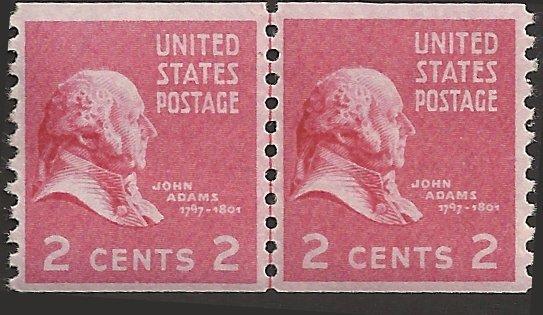 UNITED
STATES
POSTAGE
JOHN
ADAMS
1797-1801
2 CENTS 2
UNITED
STATES
POSTAGE
JOHN
ADAMS
1797-1801
2 CENTS 2